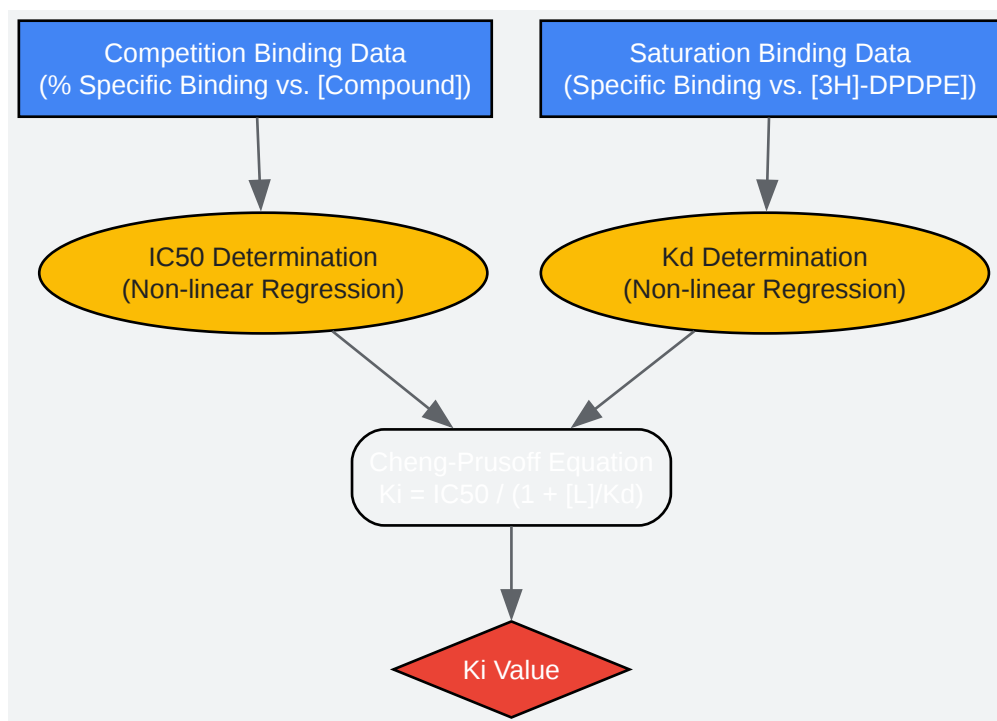 Competition Binding Data
(% Specific Binding vs. [Compound])
Saturation Binding Data
(Specific Binding vs. [3H]-DPDPE])
IC50 Determination
(Non-linear Regression)
Kd Determination
(Non-linear Regression)
Cheng-Prusoff Equation
Ki = IC50 / (1 + [L]/Kd)
Ki Value